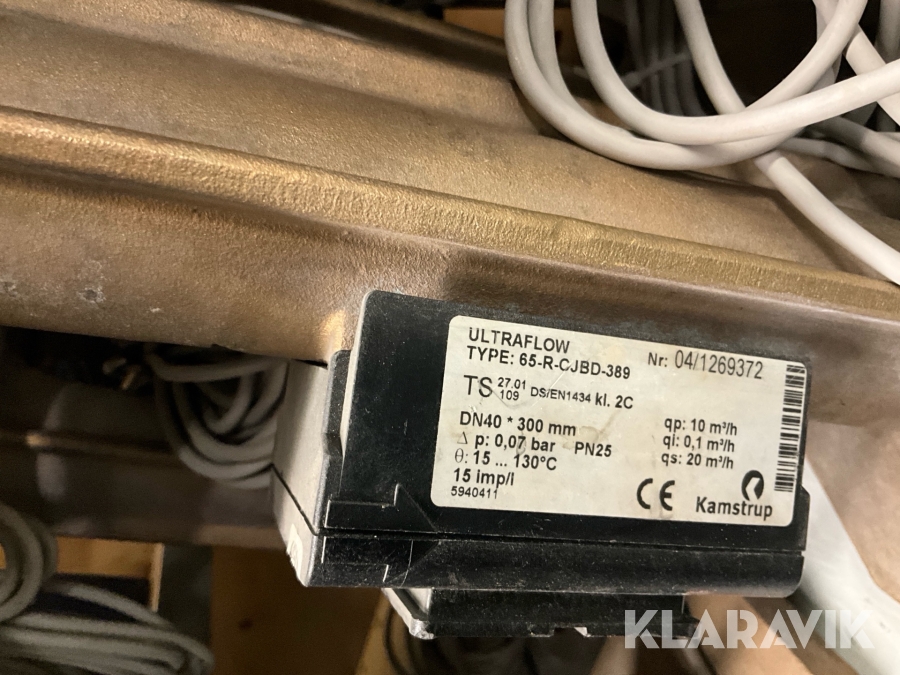 ULTRAFLOW
TYPE: 65-R-CJBD-389
Nr: 04/1269372
TS 27.01 109 DS/EN1434 kl. 2C
DN40 * 300 mm
Δ p: 0,07 bar PN25
θ: 15 ... 130°C
15 imp/l
5940411
qp: 10 m³/h
qi: 0,1 m³/h
qs: 20 m³/h
CE
Kamstrup
KLARAVIK